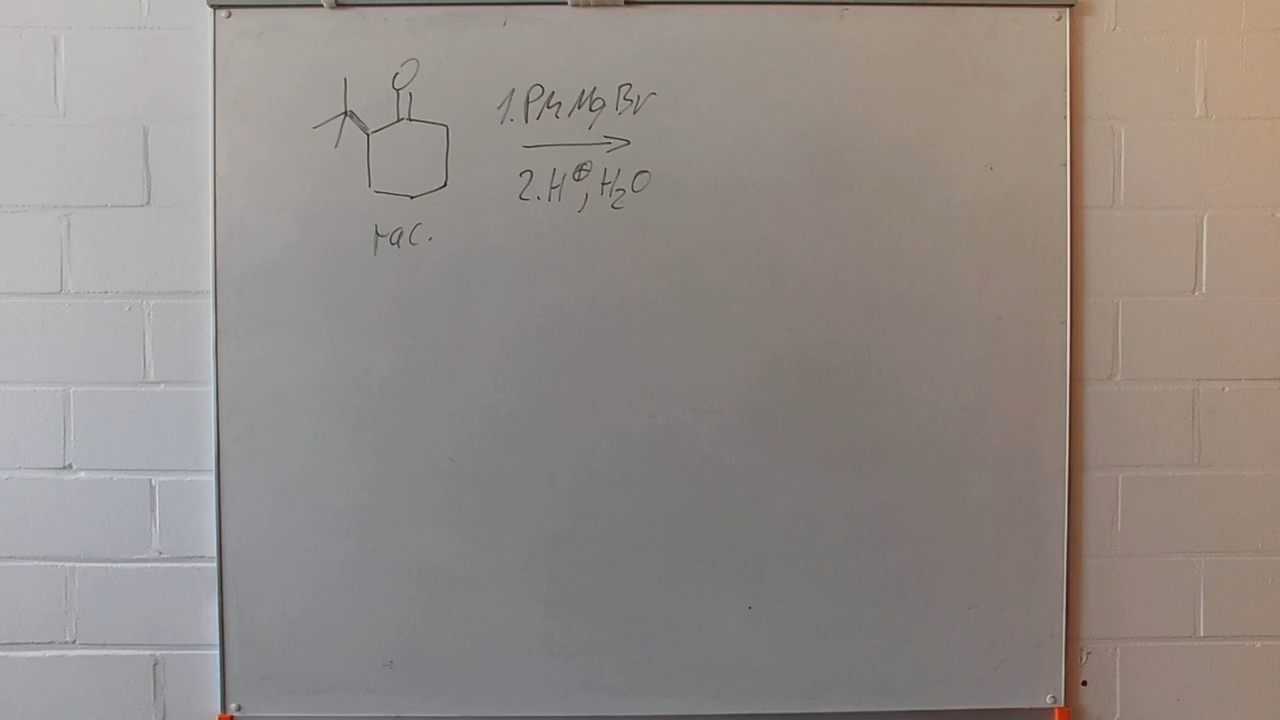 O
1. PhMgBr
2. H⊕, H₂O
rac.